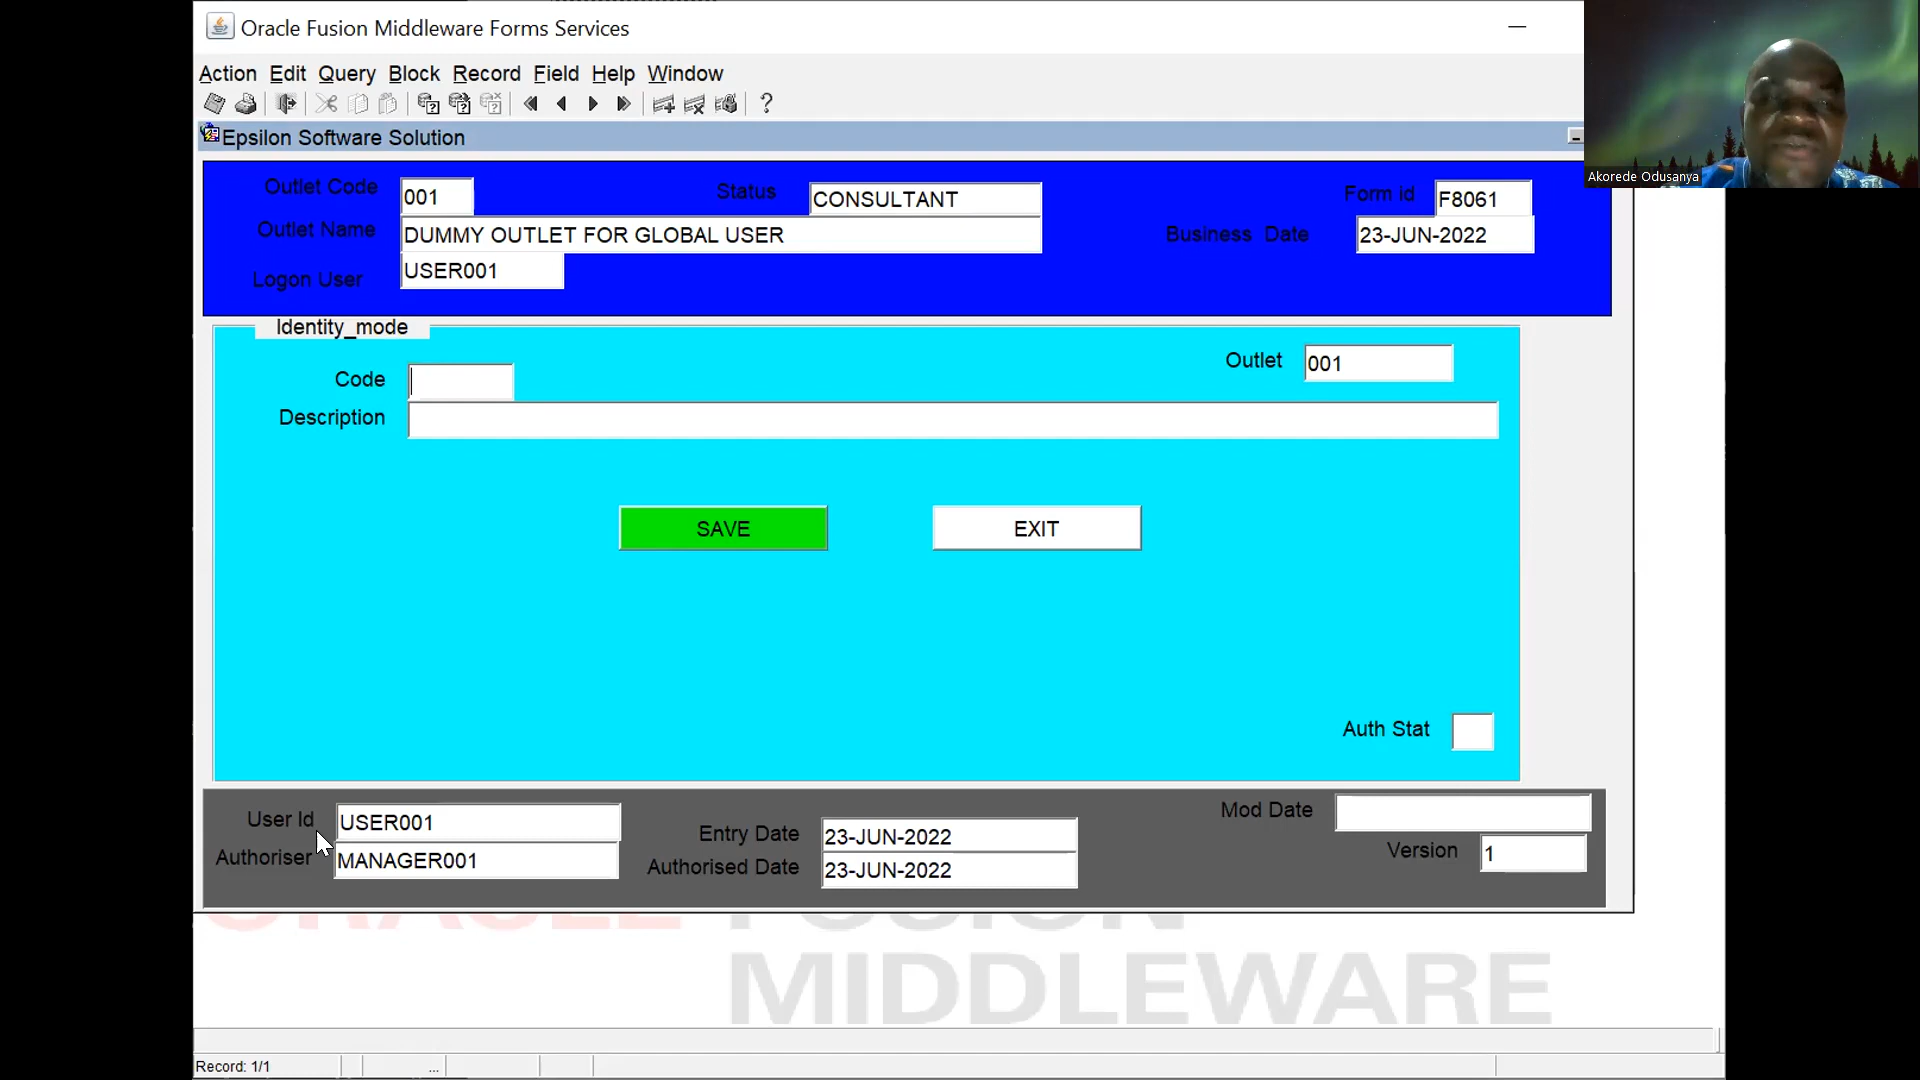 Oracle Fusion Middleware Forms Services
Action Edit Query Block Record Field Help Window
Epsilon Software Solution
Outlet Code 001 Status CONSULTANT Form id F8061
Outlet Name DUMMY OUTLET FOR GLOBAL USER Business Date 23-JUN-2022
Logon User USER001
Akorede Odusanya
Identity_mode
Code Outlet 001
Description
SAVE EXIT
Auth Stat
User Id USER001 Entry Date 23-JUN-2022 Mod Date
Authoriser MANAGER001 Authorised Date 23-JUN-2022 Version 1
ORACLE FUSION
MIDDLEWARE
Record: 1/1 ...